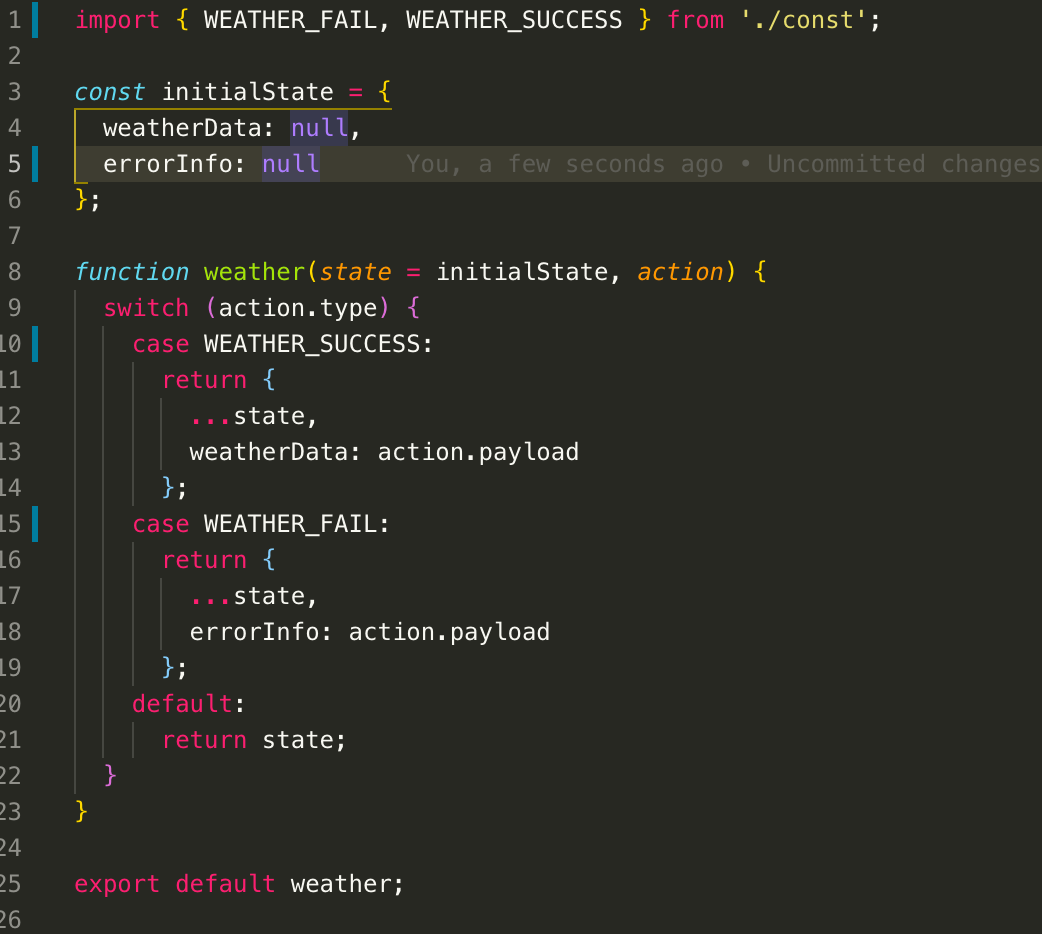 1 import { WEATHER_FAIL, WEATHER_SUCCESS } from './const';
2
3 const initialState = {
4 weatherData: null,
5 errorInfo: null You, a few seconds ago • Uncommitted changes
6 };
7
8 function weather(state = initialState, action) {
9 switch (action.type) {
10 case WEATHER_SUCCESS:
11 return {
12 ...state,
13 weatherData: action.payload
14 };
15 case WEATHER_FAIL:
16 return {
17 ...state,
18 errorInfo: action.payload
19 };
20 default:
21 return state;
22 }
23 }
24
25 export default weather;
26